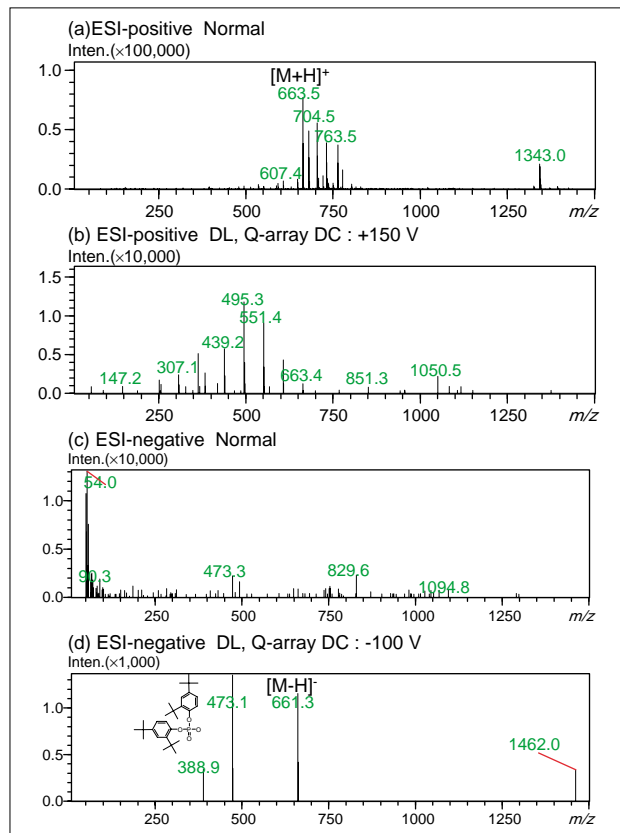 (a)ESI-positive Normal
Inten.(×100,000)
[M+H]+
1.0
663.5
704.5
763.5
0.5
1343.0
607.4
0.0
250 500 750 1000 1250 m/z
(b) ESI-positive DL, Q-array DC : +150 V
Inten.(×10,000)
1.5
495.3
1.0
551.4
439.2
0.5
307.1
147.2
663.4
851.3
1050.5
0.0
250 500 750 1000 1250 m/z
(c) ESI-negative Normal
Inten.(×10,000)
54.0
1.0
0.5
90.3
473.3
829.6
1094.8
0.0
250 500 750 1000 1250 m/z
(d) ESI-negative DL, Q-array DC : -100 V
Inten.(×1,000)
[M-H]-
473.1
661.3
1.0
O
O P O
O
1462.0
0.5
388.9
0.0
250 500 750 1000 1250 m/z